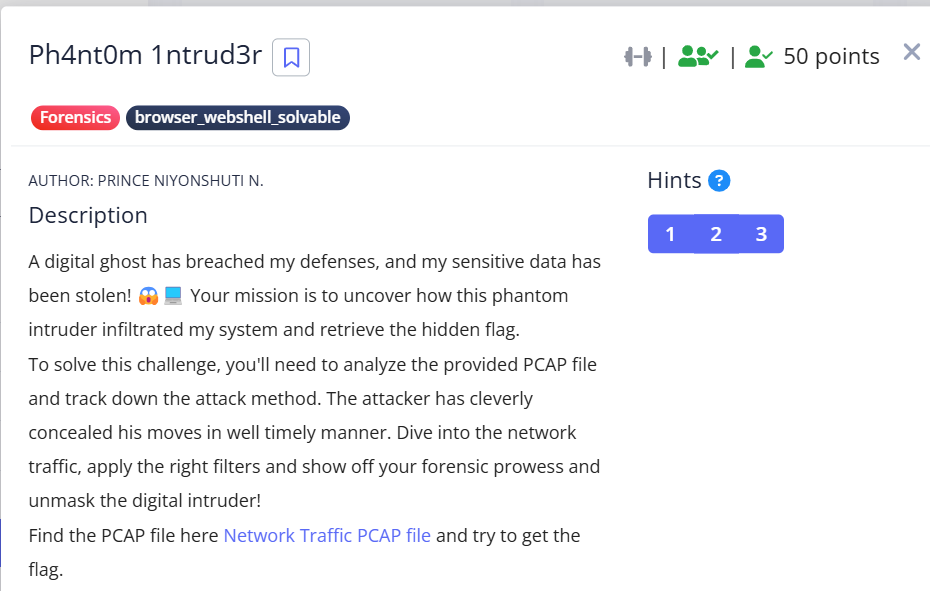 Ph4nt0m 1ntrud3r
| | 50 points
Forensics browser_webshell_solvable
AUTHOR: PRINCE NIYONSHUTI N.
Description
A digital ghost has breached my defenses, and my sensitive data has
been stolen! 😱💻 Your mission is to uncover how this phantom
intruder infiltrated my system and retrieve the hidden flag.
To solve this challenge, you'll need to analyze the provided PCAP file
and track down the attack method. The attacker has cleverly
concealed his moves in well timely manner. Dive into the network
traffic, apply the right filters and show off your forensic prowess and
unmask the digital intruder!
Find the PCAP file here Network Traffic PCAP file and try to get the
flag.
Hints ?
1 2 3